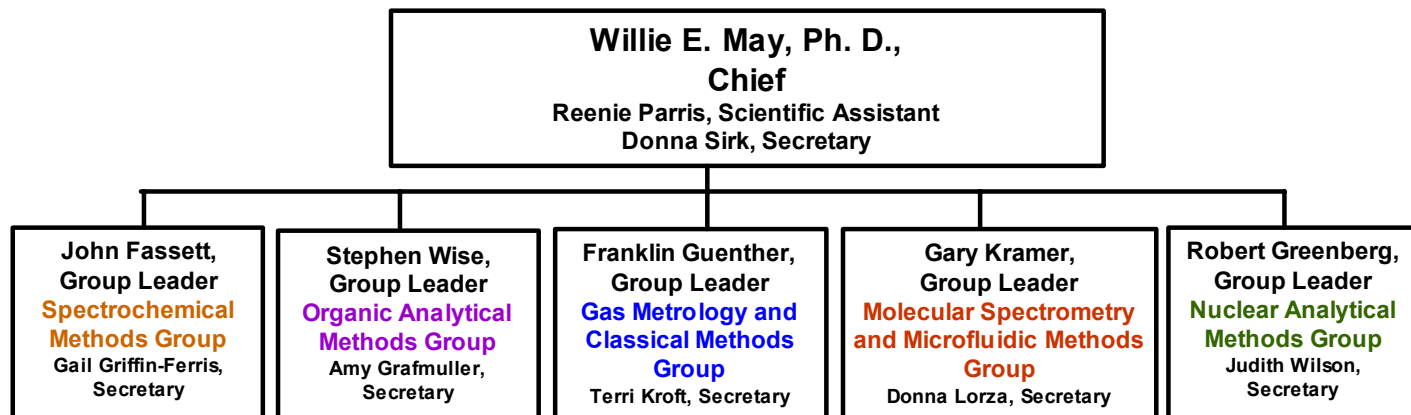 Willie E. May, Ph. D.,
Chief
Reenie Parris, Scientific Assistant
Donna Sirk, Secretary
John Fassett,
Group Leader
Spectrochemical
Methods Group
Gail Griffin-Ferris,
Secretary
Stephen Wise,
Group Leader
Organic Analytical
Methods Group
Amy Grafmuller,
Secretary
Franklin Guenther,
Group Leader
Gas Metrology and
Classical Methods
Group
Terri Kroft, Secretary
Gary Kramer,
Group Leader
Molecular Spectrometry
and Microfluidic Methods
Group
Donna Lorza, Secretary
Robert Greenberg,
Group Leader
Nuclear Analytical
Methods Group
Judith Wilson,
Secretary